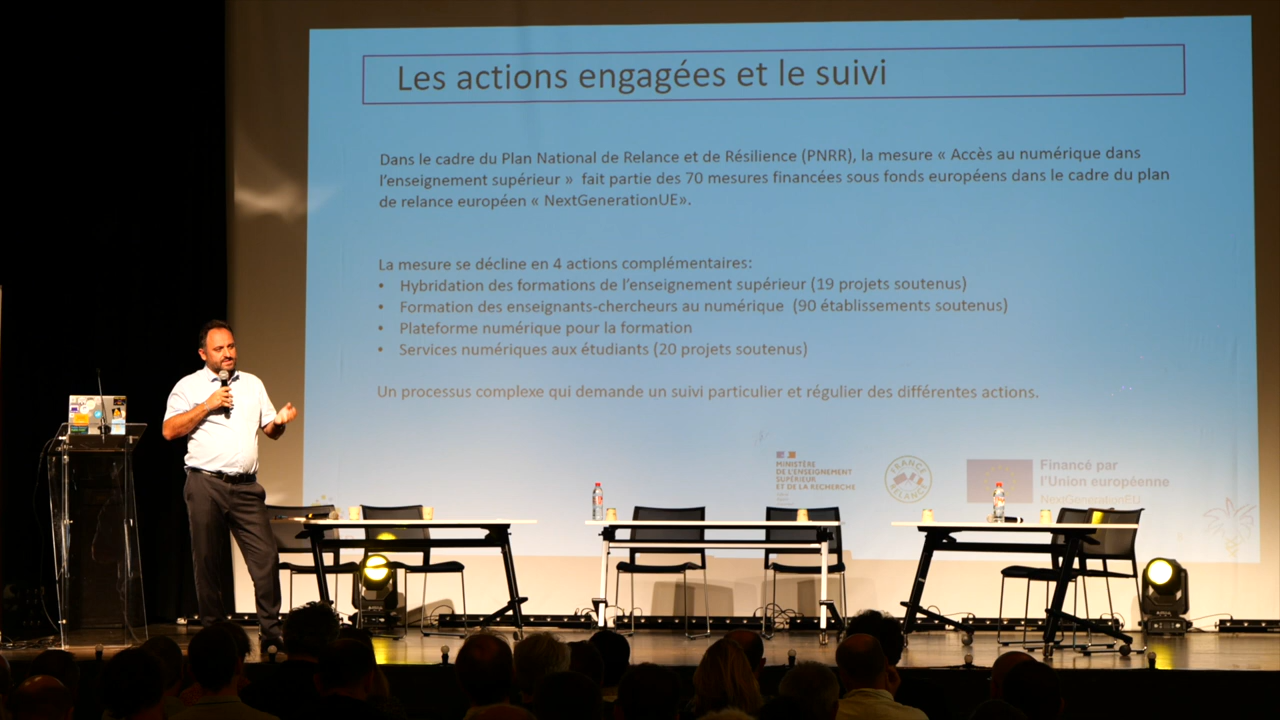 Les actions engagées et le suivi
Dans le cadre du Plan National de Relance et de Résilience (PNRR), la mesure « Accès au numérique dans
l'enseignement supérieur » fait partie des 70 mesures financées sous fonds européens dans le cadre du plan
de relance européen « NextGenerationUE».
La mesure se décline en 4 actions complémentaires:
• Hybridation des formations de l'enseignement supérieur (19 projets soutenus)
• Formation des enseignants-chercheurs au numérique (90 établissements soutenus)
• Plateforme numérique pour la formation
• Services numériques aux étudiants (20 projets soutenus)
Un processus complexe qui demande un suivi particulier et régulier des différentes actions.
MINISTÈRE
DE L'ENSEIGNEMENT
SUPÉRIEUR
ET DE LA RECHERCHE
FRANCE
RELANCE
Financé par
l'Union européenne
NextGenerationEU